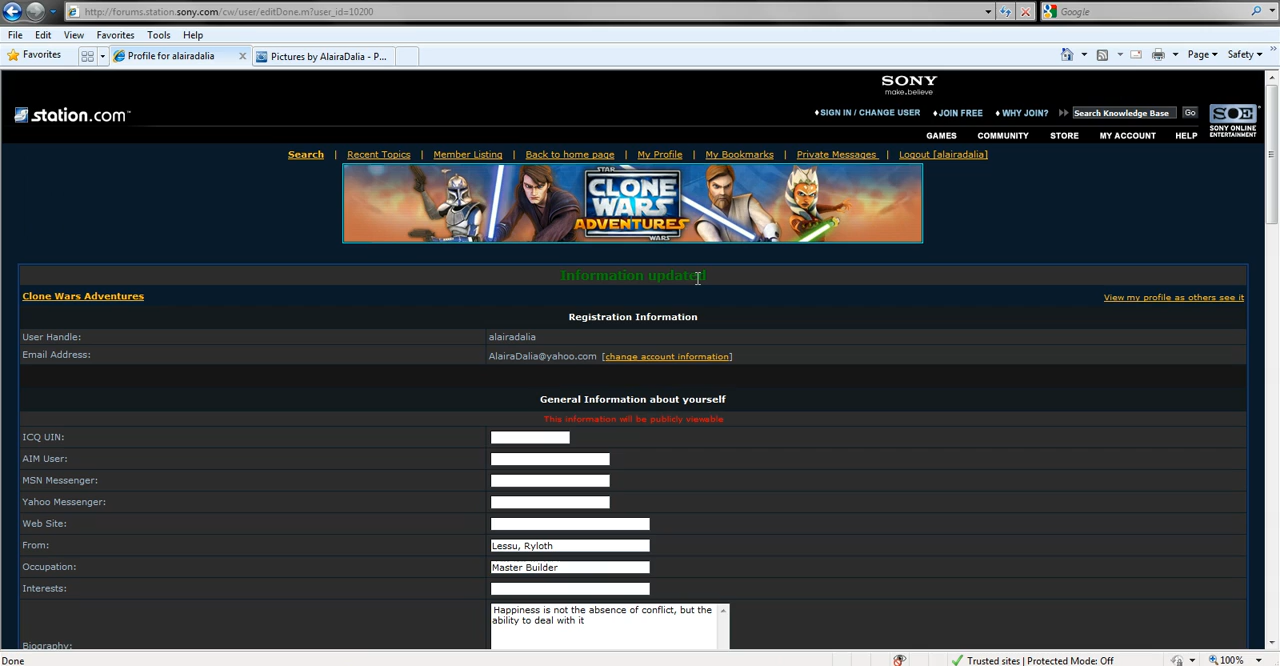 http://forums.station.sony.com/cw/user/editDone.m?user_id=10200
Google
File Edit View Favorites Tools Help
Favorites Profile for alairadalia Pictures by AlairaDalia - P... Page Safety
SONY
make.believe
station.com
SIGN IN / CHANGE USER JOIN FREE WHY JOIN? Search Knowledge Base Go
SOE
SONY ONLINE
ENTERTAINMENT
GAMES COMMUNITY STORE MY ACCOUNT HELP
Search | Recent Topics | Member Listing | Back to home page | My Profile | My Bookmarks | Private Messages | Logout [alairadalia]
STAR
CLONE
WARS
ADVENTURES
WARS
Information updated
Clone Wars Adventures View my profile as others see it
Registration Information
User Handle: alairadalia
Email Address: AlairaDalia@yahoo.com [change account information]
General Information about yourself
This information will be publicly viewable
ICQ UIN:
AIM User:
MSN Messenger:
Yahoo Messenger:
Web Site:
From: Lessu, Ryloth
Occupation: Master Builder
Interests:
Happiness is not the absence of conflict, but the
ability to deal with it
Biography:
Done Trusted sites | Protected Mode: Off 100%